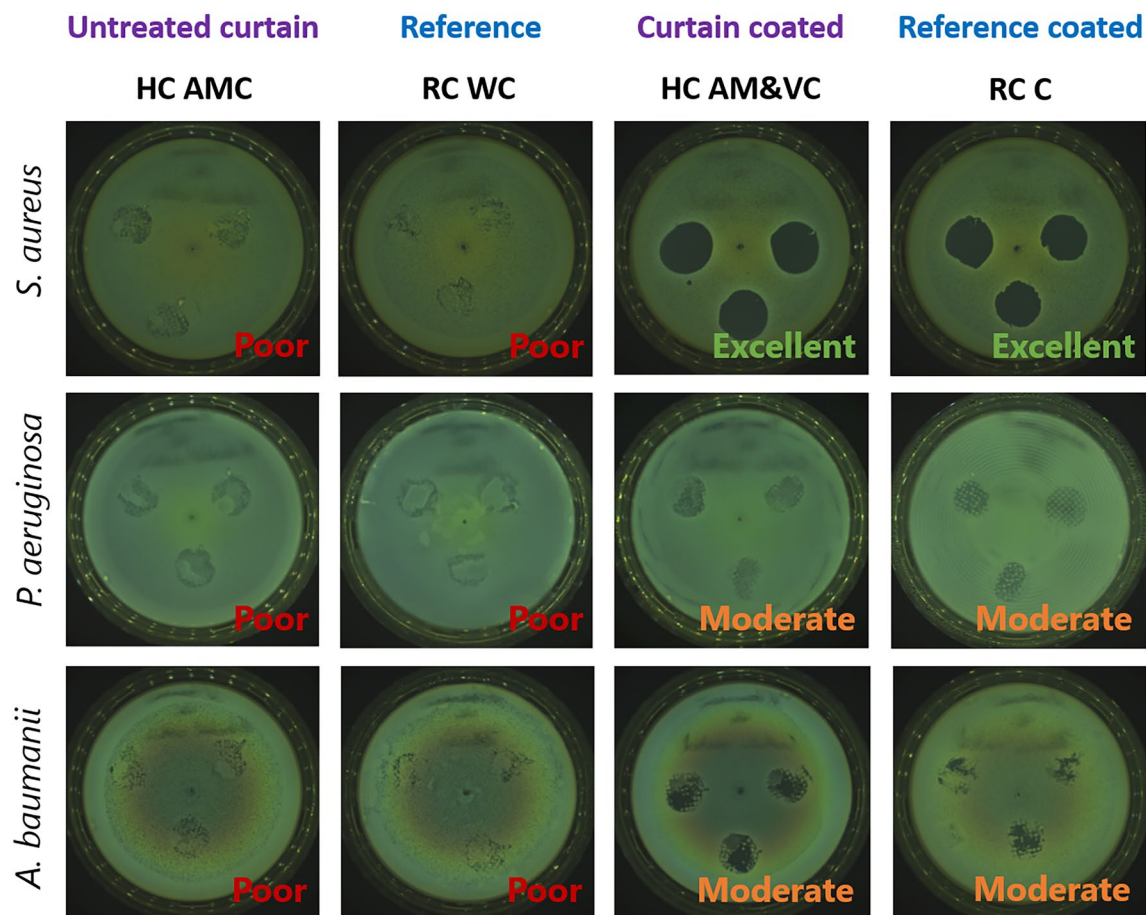 Untreated curtain Reference Curtain coated Reference coated
HC AMC RC WC HC AM&VC RC C
S. aureus
Poor Poor Excellent Excellent
P. aeruginosa
Poor Poor Moderate Moderate
A. baumanii
Poor Poor Moderate Moderate